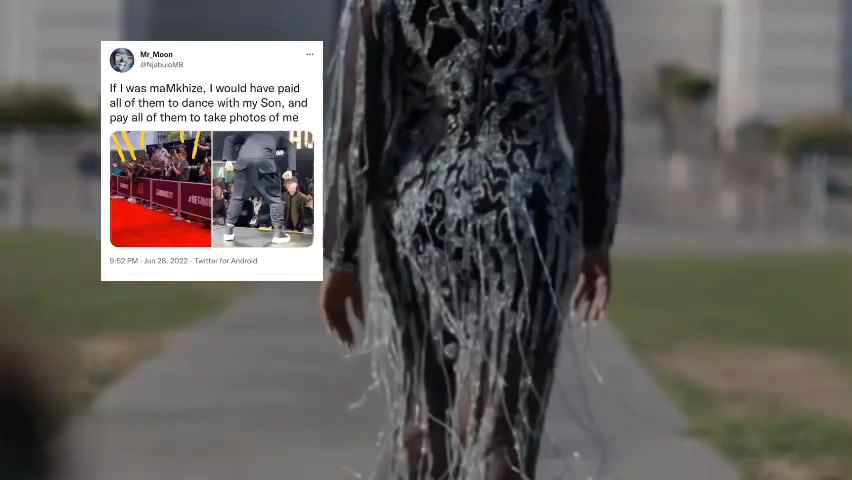 Mr_Moon
@NjabuloMB
If I was maMkhize, I would have paid
all of them to dance with my Son, and
pay all of them to take photos of me
9:52 PM · Jun 28, 2022 · Twitter for Android